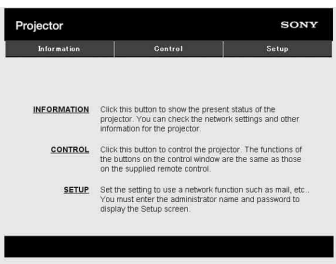 Projector
SONY
Information Control Setup
INFORMATION Click this button to show the present status of the
projector. You can check the network settings and other
information for the projector.
CONTROL Click this button to control the projector. The functions of
the buttons on the control window are the same as those
on the supplied remote control.
SETUP Set the setting to use a network function such as mail, etc..
You must enter the administrator name and password to
display the Setup screen.